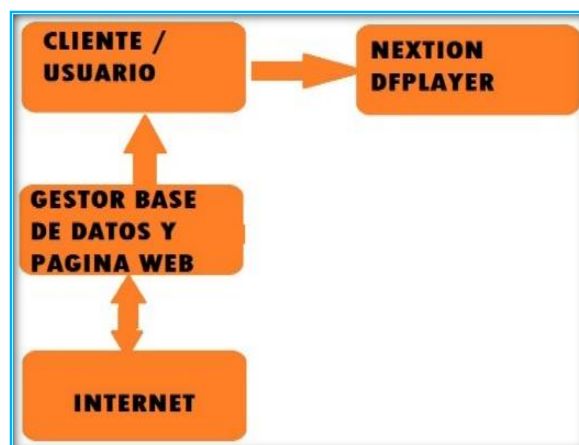 CLIENTE /
USUARIO
NEXTION
DFPLAYER
GESTOR BASE
DE DATOS Y
PAGINA WEB
INTERNET